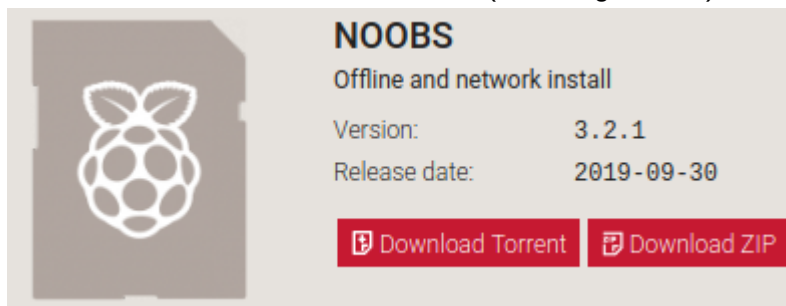 NOOBS
Offline and network install
Version: 3.2.1
Release date: 2019-09-30
Download Torrent Download ZIP